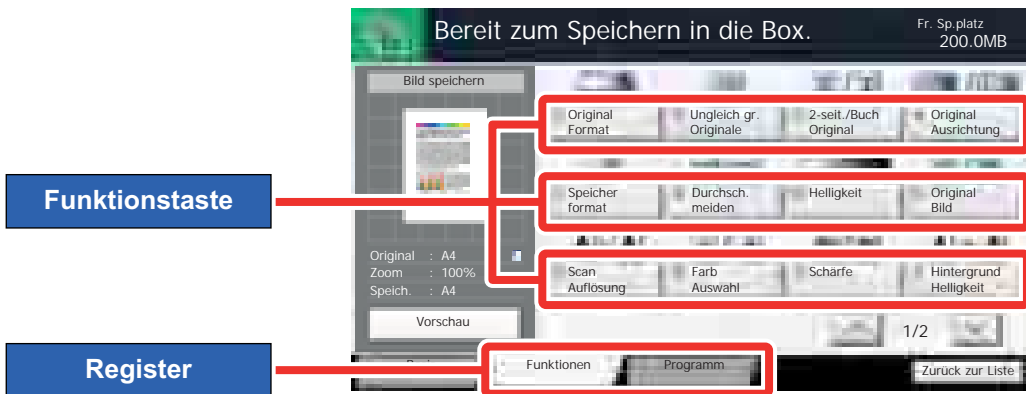 Bereit zum Speichern in die Box.
Fr. Sp.platz
200.0MB
Bild speichern
Original
Format
Ungleich gr.
Originale
2-seit./Buch
Original
Original
Ausrichtung
Funktionstaste
Speicher
format
Durchsch.
meiden
Helligkeit
Original
Bild
Original : A4
Zoom : 100%
Speich. : A4
Scan
Auflösung
Farb
Auswahl
Schärfe
Hintergrund
Helligkeit
Vorschau
1/2
Register
Funktionen
Programm
Zurück zur Liste